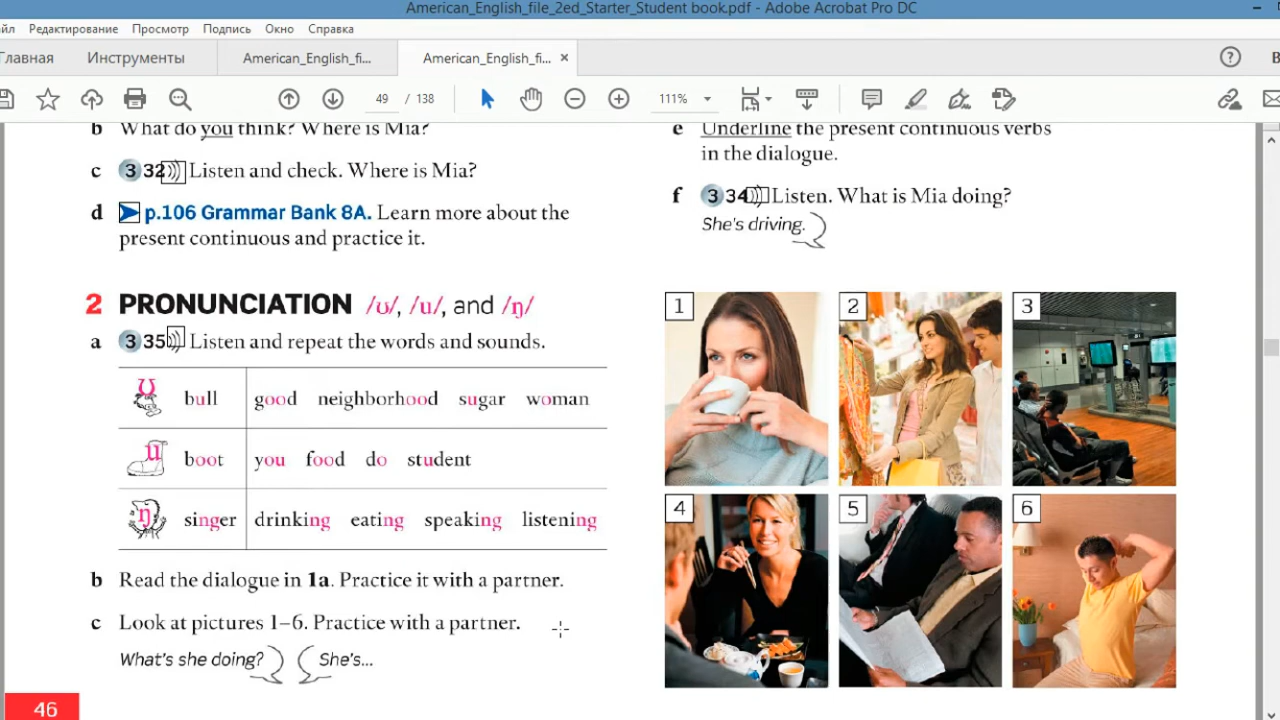 American_English_file_2ed_Starter_Student book.pdf - Adobe Acrobat Pro DC
йл Редактирование Просмотр Подпись Окно Справка
Главная Инструменты American_English_fi... American_English_fi... ×
49 / 138 111%
b What do you think? Where is Mia?
c 3 32 Listen and check. Where is Mia?
d p.106 Grammar Bank 8A. Learn more about the
present continuous and practice it.
e Underline the present continuous verbs
in the dialogue.
f 3 34 Listen. What is Mia doing?
She's driving.
2 PRONUNCIATION /ʊ/, /u/, and /ŋ/
a 3 35 Listen and repeat the words and sounds.
ʊ bull good neighborhood sugar woman
u boot you food do student
ŋ singer drinking eating speaking listening
b Read the dialogue in 1a. Practice it with a partner.
c Look at pictures 1–6. Practice with a partner.
What's she doing? She's...
46
1 2 3
4 5 6